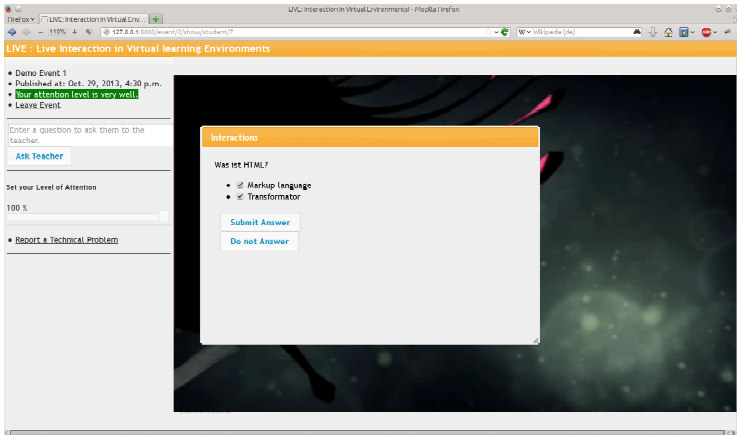 LIVE: Interaction in Virtual Environments! - Mozilla Firefox
Firefox
LIVE: Interaction in Virtual Env...
110%
127.0.0.1:8000/event/2/show/student/7
Wikipedia (de)
LIVE : Live Interaction in Virtual learning Environments
Demo Event 1
Published at: Oct. 29, 2013, 4:30 p.m.
Your attention level is very well.
Leave Event
Enter a question to ask them to the
teacher.
Ask Teacher
Set your Level of Attention
100 %
Report a Technical Problem
Interactions
Was ist HTML?
Markup language
Transformator
Submit Answer
Do not Answer